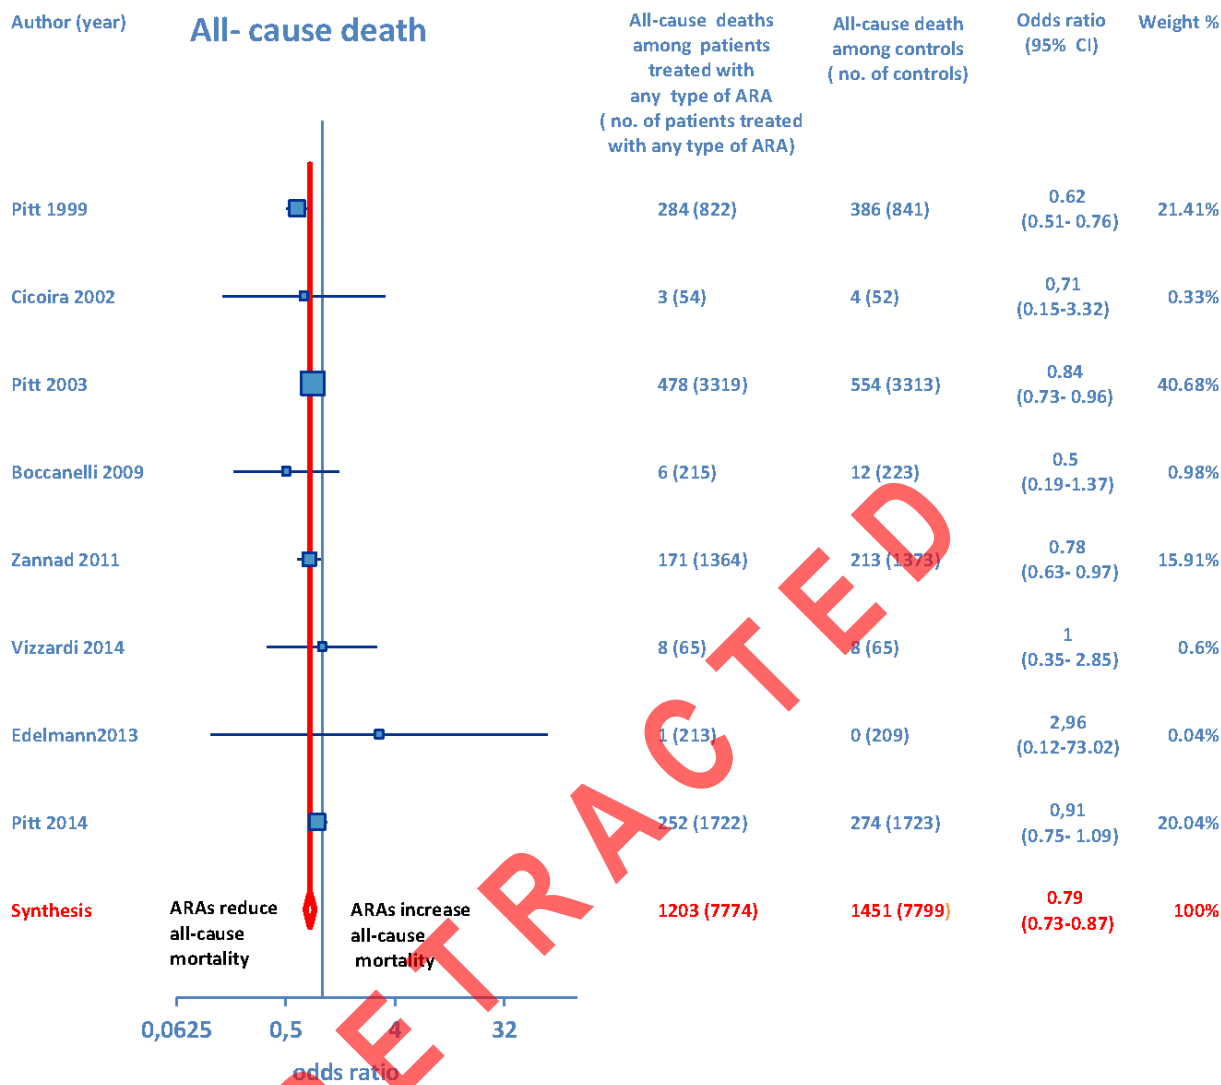 Author (year)
All- cause death
All-cause deaths
among patients
treated with
any type of ARA
( no. of patients treated
with any type of ARA)
All-cause death
among controls
( no. of controls)
Odds ratio
(95% CI)
Weight %
Pitt 1999
284 (822)
386 (841)
0.62
(0.51- 0.76)
21.41%
Cicoira 2002
3 (54)
4 (52)
0,71
(0.15-3.32)
0.33%
Pitt 2003
478 (3319)
554 (3313)
0.84
(0.73- 0.96)
40.68%
Boccanelli 2009
6 (215)
12 (223)
0.5
(0.19-1.37)
0.98%
Zannad 2011
171 (1364)
213 (1373)
0.78
(0.63- 0.97)
15.91%
Vizzardi 2014
8 (65)
8 (65)
1
(0.35- 2.85)
0.6%
Edelmann2013
1 (213)
0 (209)
2,96
(0.12-73.02)
0.04%
Pitt 2014
252 (1722)
274 (1723)
0,91
(0.75- 1.09)
20.04%
Synthesis
ARAs reduce
all-cause
mortality
ARAs increase
all-cause
mortality
1203 (7774)
1451 (7799)
0.79
(0.73-0.87)
100%
0,0625
0,5
4
32
odds ratio
ETRACTED